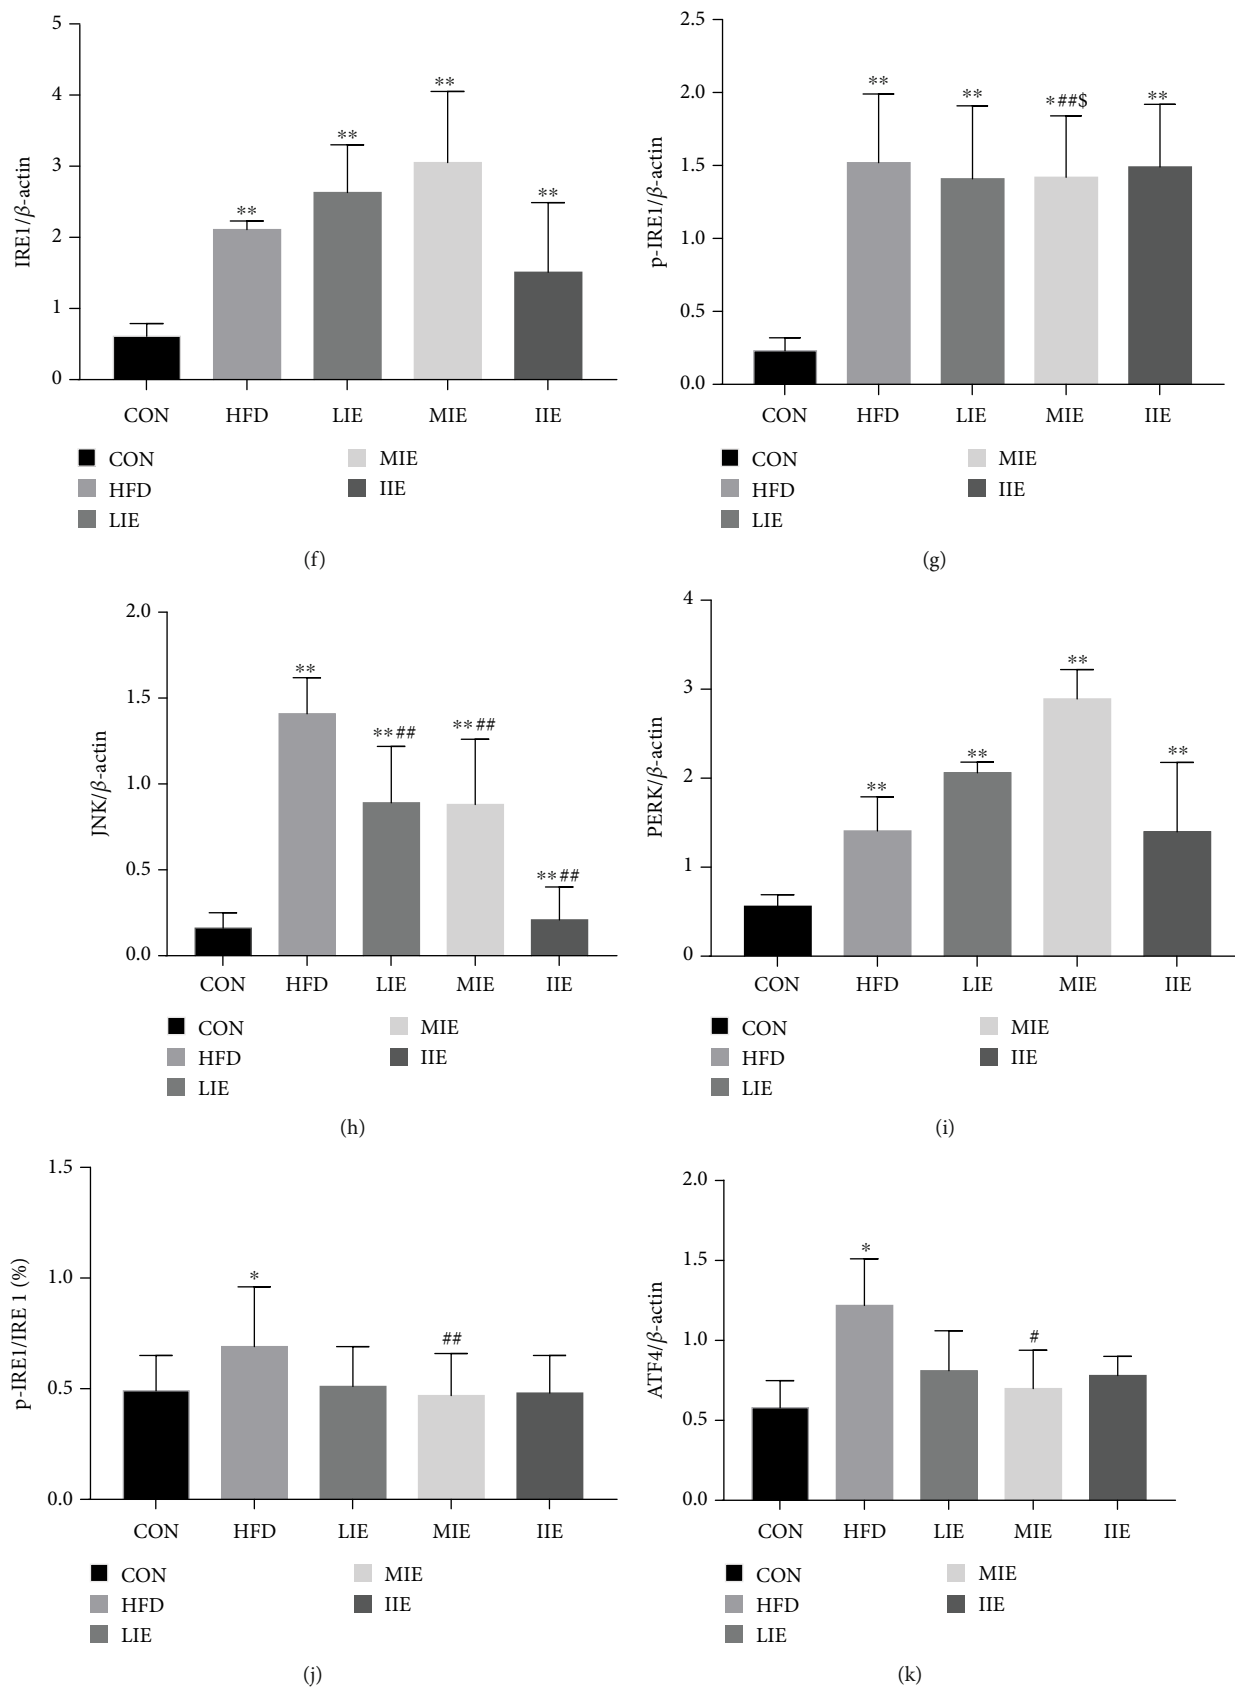 5
4
3
2
1
0
IRE1/β-actin
**
**
**
**
CON HFD LIE MIE IIE
CON MIE
HFD IIE
LIE
(f)
2.5
2.0
1.5
1.0
0.5
0.0
p-IRE1/β-actin
** ** *##$ **
CON HFD LIE MIE IIE
CON MIE
HFD IIE
LIE
(g)
2.0
1.5
1.0
0.5
0.0
JNK/β-actin
**
**##
**##
**##
CON HFD LIE MIE IIE
CON MIE
HFD IIE
LIE
(h)
4
3
2
1
0
PERK/β-actin
**
**
**
**
CON HFD LIE MIE IIE
CON MIE
HFD IIE
LIE
(i)
1.5
1.0
0.5
0.0
p-IRE1/IRE 1 (%)
*
##
CON HFD LIE MIE IIE
CON MIE
HFD IIE
LIE
(j)
2.0
1.5
1.0
0.5
0.0
ATF4/β-actin
*
#
CON HFD LIE MIE IIE
CON MIE
HFD IIE
LIE
(k)